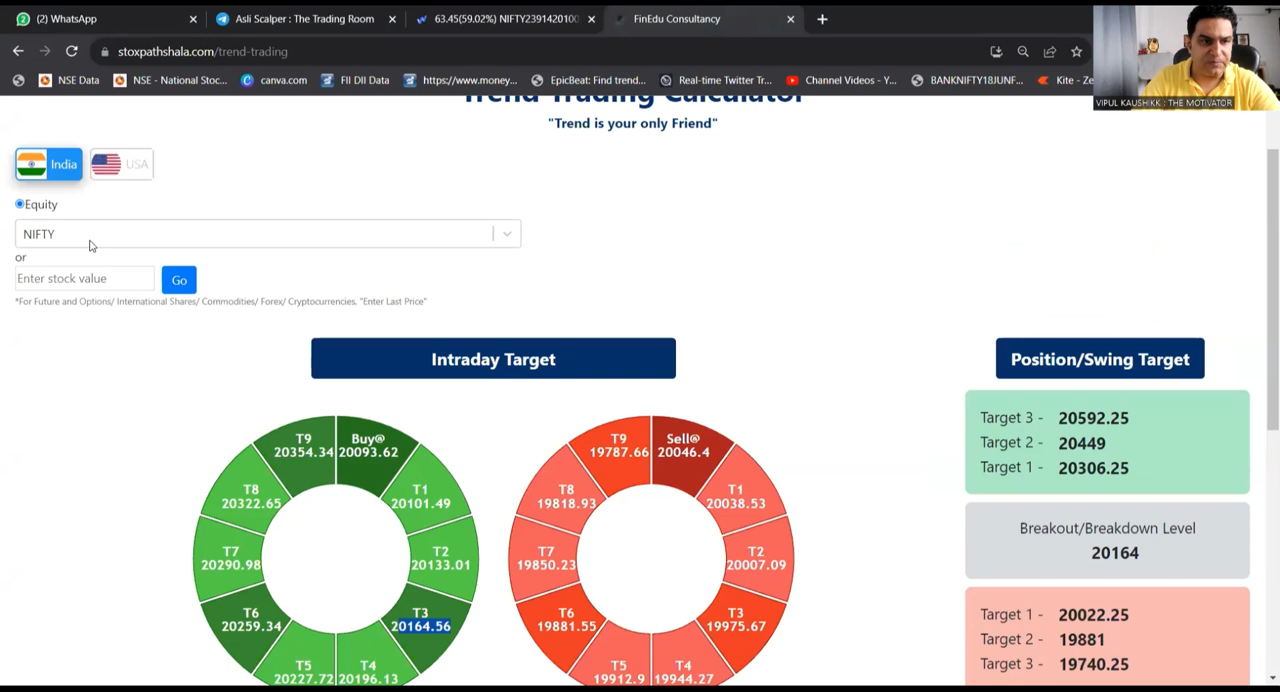 (2) WhatsApp
Asli Scalper : The Trading Room
63.45(59.02%) NIFTY2391420100
FinEdu Consultancy
stoxpathshala.com/trend-trading
NSE Data
NSE - National Stoc...
canva.com
FII DII Data
https://www.money...
EpicBeat: Find trend...
Real-time Twitter Tr...
Channel Videos - Y...
BANKNIFTY18JUNF...
Kite - Ze
VIPUL KAUSHIKK : THE MOTIVATOR
Trend Trading Calculator
"Trend is your only Friend"
India
USA
Equity
NIFTY
or
Enter stock value
Go
*For Future and Options/ International Shares/ Commodities/ Forex/ Cryptocurrencies, "Enter Last Price"
Intraday Target
Buy@
20093.62
T1
20101.49
T2
20133.01
T3
20164.56
T4
20196.13
T5
20227.72
T6
20259.34
T7
20290.98
T8
20322.65
T9
20354.34
Sell@
20046.4
T1
20038.53
T2
20007.09
T3
19975.67
T4
19944.27
T5
19912.9
T6
19881.55
T7
19850.23
T8
19818.93
T9
19787.66
Position/Swing Target
Target 3 - 20592.25
Target 2 - 20449
Target 1 - 20306.25
Breakout/Breakdown Level
20164
Target 1 - 20022.25
Target 2 - 19881
Target 3 - 19740.25